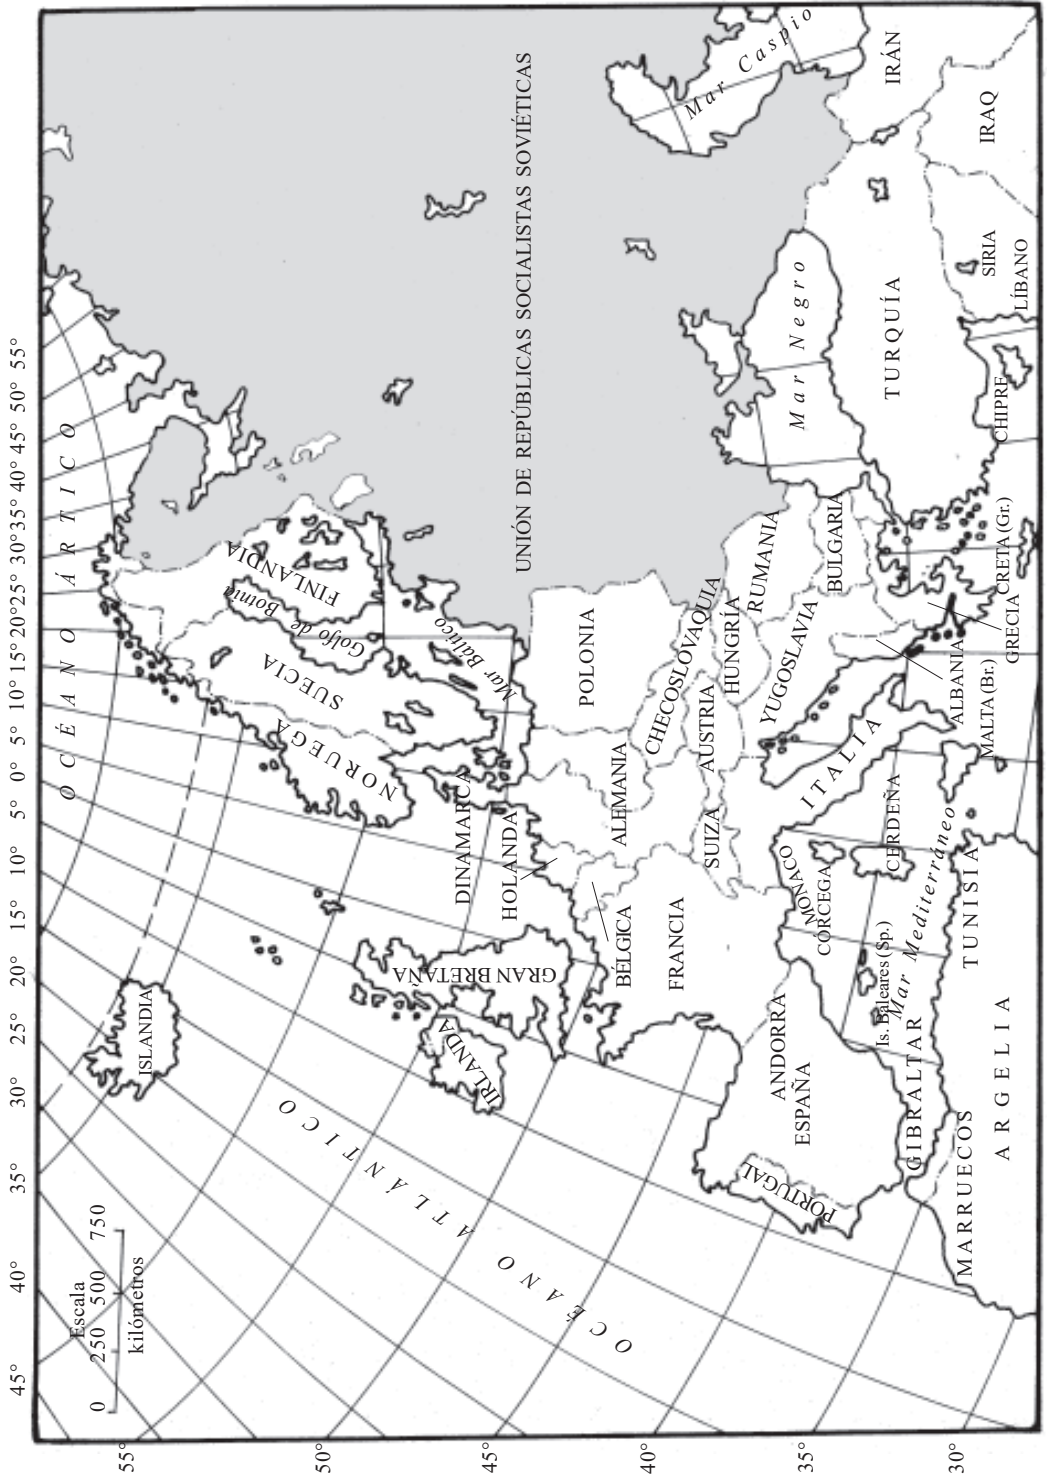 OCÉANO ÁRTICO
ISLANDIA
Escala
0 250 500 750
kilómetros
OCÉANO ATLÁNTICO
NORUEGA
SUECIA
FINLANDIA
Golfo de Botnia
Mar Báltico
UNIÓN DE REPÚBLICAS SOCIALISTAS SOVIÉTICAS
IRLANDA
GRAN BRETAÑA
DINAMARCA
HOLANDA
BÉLGICA
FRANCIA
ALEMANIA
POLONIA
CHECOSLOVAQUIA
SUIZA
AUSTRIA
HUNGRÍA
RUMANIA
YUGOSLAVIA
BULGARIA
Mar Negro
Mar Caspio
PORTUGAL
ANDORRA
ESPAÑA
MONACO
CORCEGA
ITALIA
CERDEÑA
Is. Baleares (Sp.)
Mar Mediterráneo
GIBRALTAR
MARRUECOS
ARGELIA
TUNISIA
MALTA (Br.)
ALBANIA
GRECIA
CRETA (Gr.)
CHIPRE
TURQUÍA
LÍBANO
SIRIA
IRAQ
IRÁN
45° 40° 35° 30° 25° 20° 15° 10° 5° 0° 5° 10° 15° 20° 25° 30° 35° 40° 45° 50° 55°
55°
50°
45°
40°
35°
30°